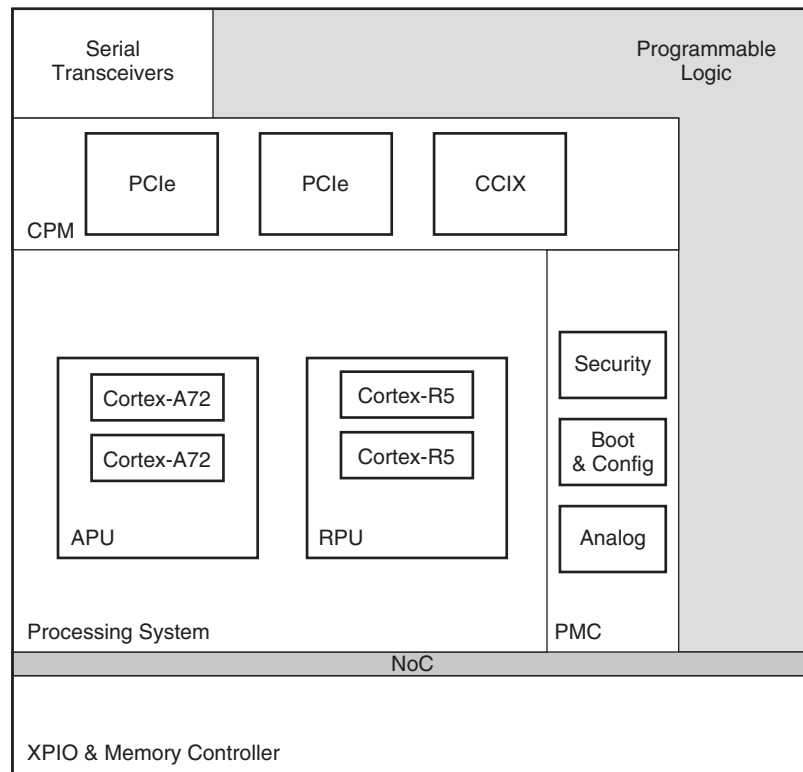 Serial
Transceivers
Programmable
Logic
PCIe
PCIe
CCIX
CPM
Cortex-A72
Cortex-A72
APU
Cortex-R5
Cortex-R5
RPU
Security
Boot
& Config
Analog
Processing System
PMC
NoC
XPIO & Memory Controller